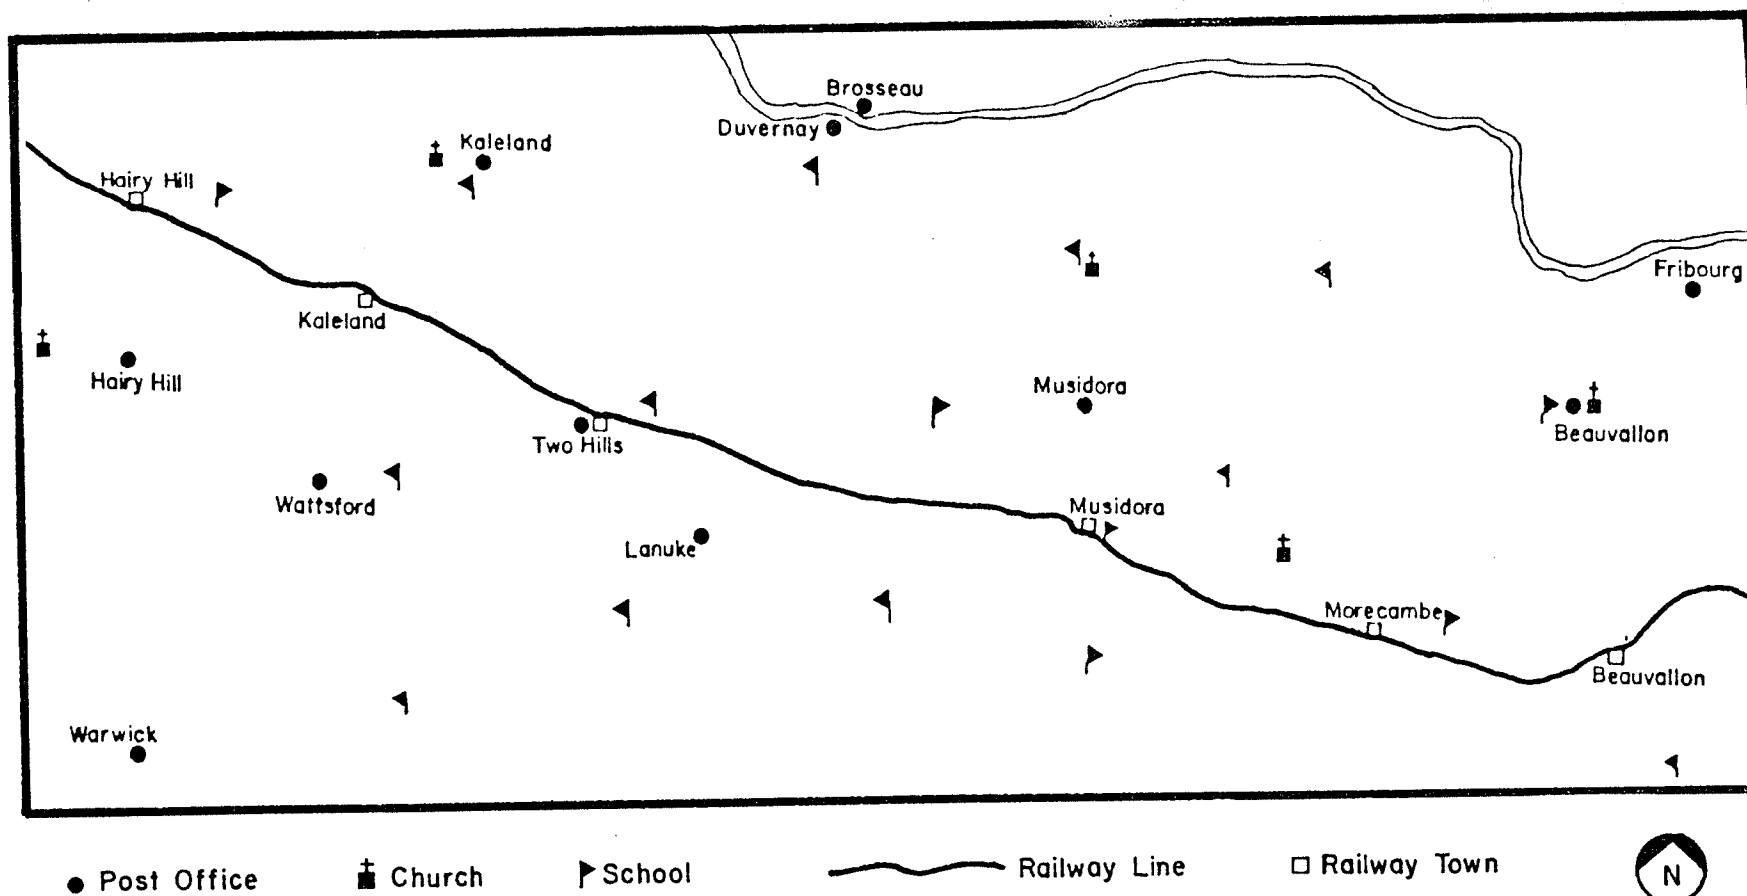 Brosseau
Duvernay
Kaleland
Hairy Hill
Fribourg
Kaleland
Hairy Hill
Musidora
Beauvallon
Two Hills
Wattsford
Musidora
Lanuke
Morecambe
Beauvallon
Warwick
Post Office
Church
School
Railway Line
Railway Town
N